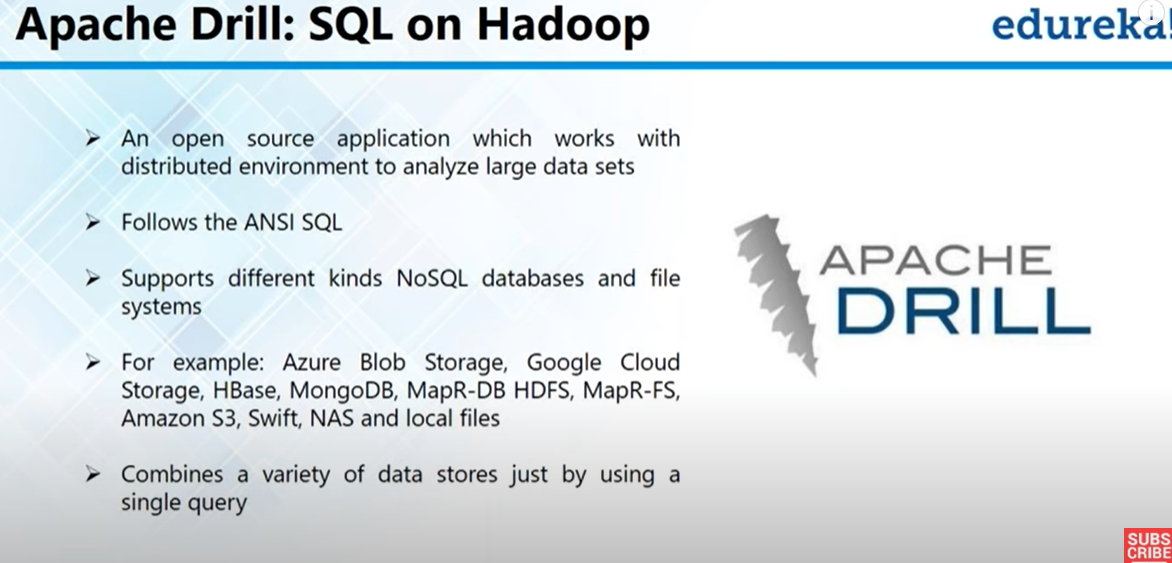 Apache Drill: SQL on Hadoop
edureka!
An open source application which works with
distributed environment to analyze large data sets
Follows the ANSI SQL
Supports different kinds NoSQL databases and file
systems
For example: Azure Blob Storage, Google Cloud
Storage, HBase, MongoDB, MapR-DB HDFS, MapR-FS,
Amazon S3, Swift, NAS and local files
Combines a variety of data stores just by using a
single query
APACHE
DRILL
SUBS
CRIBE